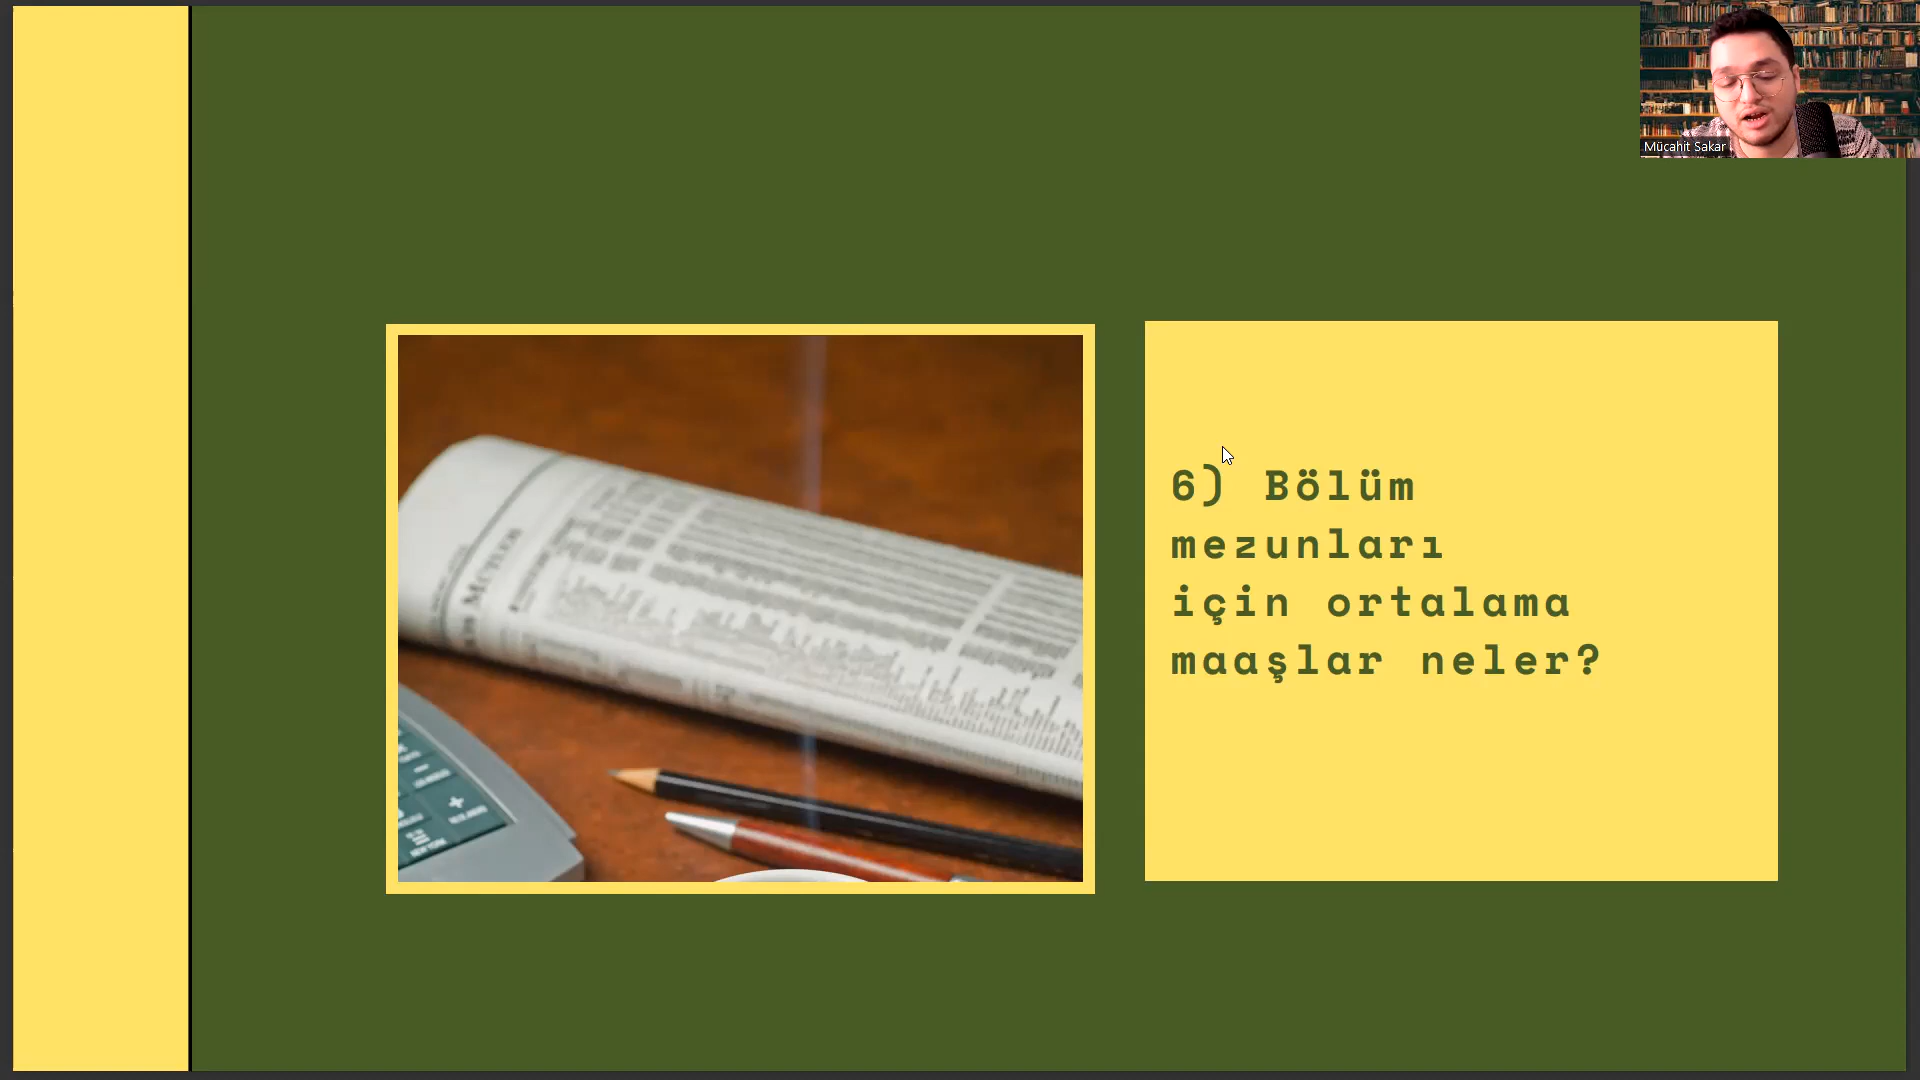 Mücahit Sakar
6) Bölüm
mezunları
için ortalama
maaşlar neler?